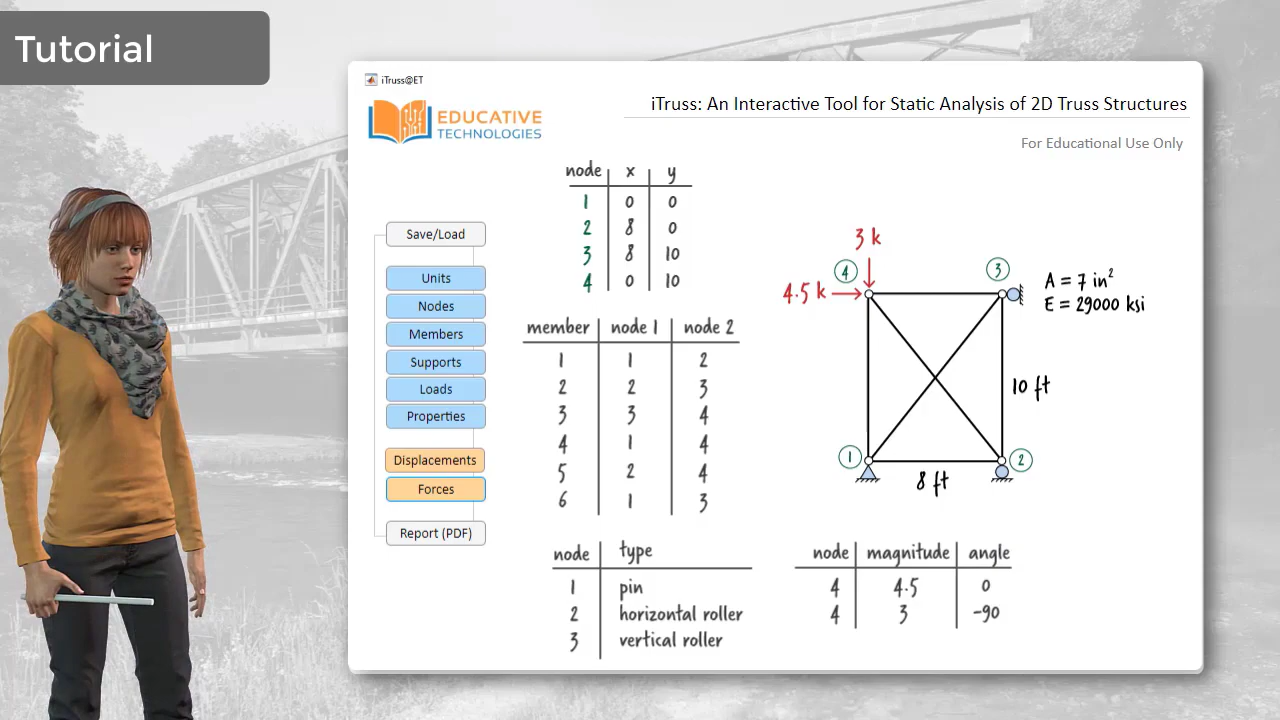 Tutorial
iTruss@ET
EDUCATIVE
TECHNOLOGIES
iTruss: An Interactive Tool for Static Analysis of 2D Truss Structures
For Educational Use Only
Save/Load
Units
Nodes
Members
Supports
Loads
Properties
Displacements
Forces
Report (PDF)
node x y
1 0 0
2 8 0
3 8 10
4 0 10
member node 1 node 2
1 1 2
2 2 3
3 3 4
4 1 4
5 2 4
6 1 3
node type
1 pin
2 horizontal roller
3 vertical roller
3 k
4
3
4.5 k
A = 7 in²
E = 29000 ksi
10 ft
1
2
8 ft
node magnitude angle
4 4.5 0
4 3 -90